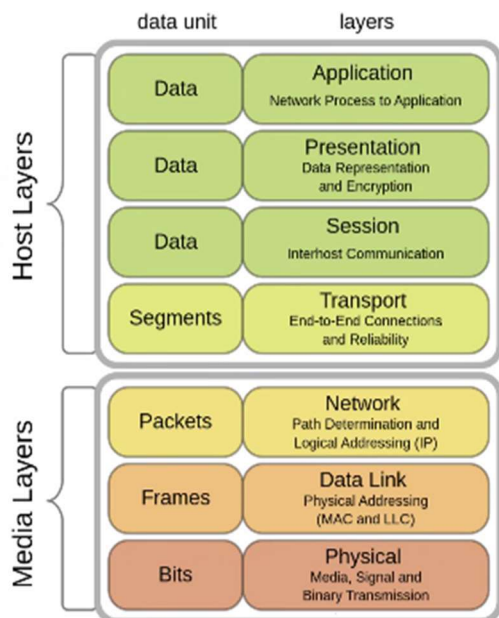 data unit layers
Host Layers
Data Application
Network Process to Application
Data Presentation
Data Representation
and Encryption
Data Session
Interhost Communication
Segments Transport
End-to-End Connections
and Reliability
Media Layers
Packets Network
Path Determination and
Logical Addressing (IP)
Frames Data Link
Physical Addressing
(MAC and LLC)
Bits Physical
Media, Signal and
Binary Transmission